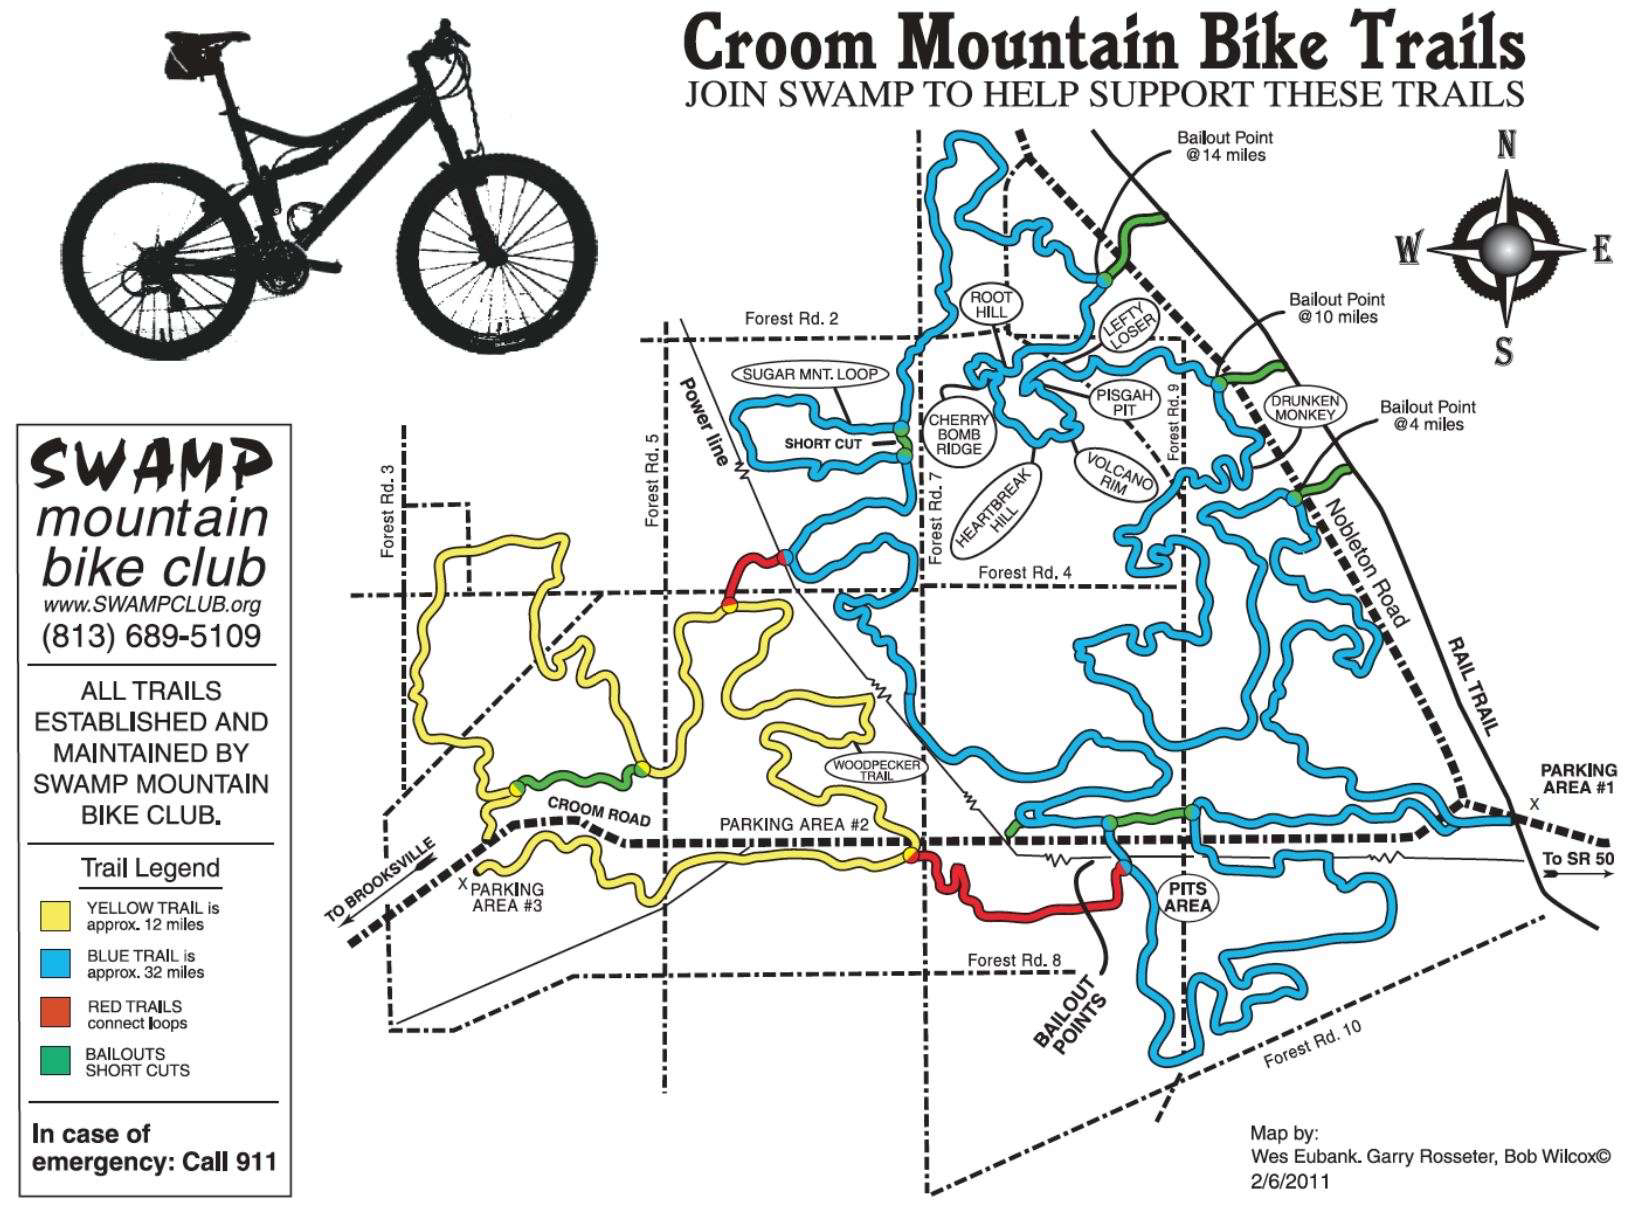 Croom Mountain Bike Trails
JOIN SWAMP TO HELP SUPPORT THESE TRAILS
Bailout Point
@14 miles
N
W
E
S
ROOT
HILL
LEFTY
LOSER
Bailout Point
@10 miles
Forest Rd. 2
SUGAR MNT. LOOP
Power line
PISGAH
PIT
Forest Rd. 9
DRUNKEN
MONKEY
Bailout Point
@4 miles
CHERRY
BOMB
RIDGE
SHORT CUT
VOLCANO
RIM
HEARTBREAK
HILL
Forest Rd. 3
Forest Rd. 5
Forest Rd. 7
Nobleton Road
Forest Rd. 4
RAIL TRAIL
WOODPECKER
TRAIL
PARKING
AREA #1
X
CROOM ROAD
PARKING AREA #2
To SR 50
TO BROOKSVILLE
X PARKING
AREA #3
PITS
AREA
Forest Rd. 8
BAILOUT
POINTS
Forest Rd. 10
SWAMP
mountain
bike club
www.SWAMPCLUB.org
(813) 689-5109
ALL TRAILS
ESTABLISHED AND
MAINTAINED BY
SWAMP MOUNTAIN
BIKE CLUB.
Trail Legend
YELLOW TRAIL is
approx. 12 miles
BLUE TRAIL is
approx. 32 miles
RED TRAILS
connect loops
BAILOUTS
SHORT CUTS
In case of
emergency: Call 911
Map by:
Wes Eubank. Garry Rosseter, Bob Wilcox©
2/6/2011